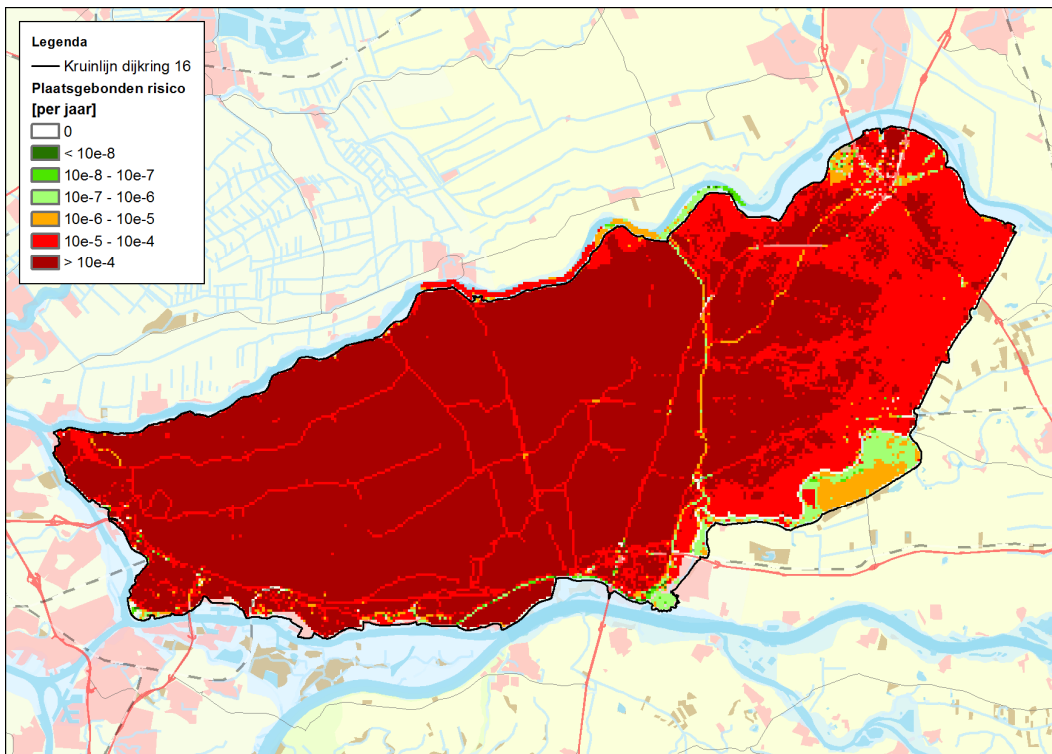 Legenda
Kruinlijn dijkring 16
Plaatsgebonden risico
[per jaar]
0
< 10e-8
10e-8 - 10e-7
10e-7 - 10e-6
10e-6 - 10e-5
10e-5 - 10e-4
> 10e-4